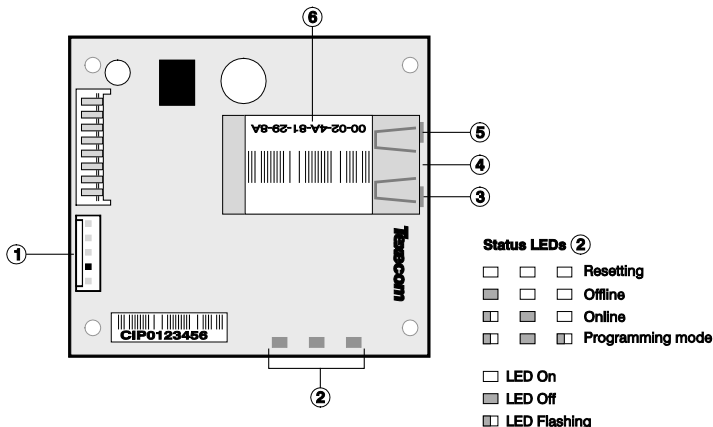 6
00-02-4A-81-29-8A
5
4
3
1
Texecom
CIP0123456
2
Status LEDs 2
Resetting
Offline
Online
Programming mode
LED On
LED Off
LED Flashing